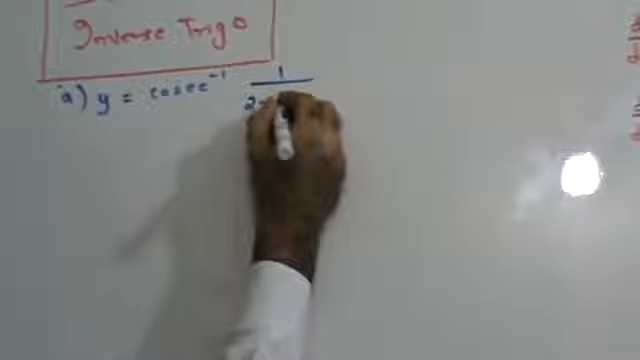 Inverse Trigo
a) y = cosec⁻¹ 1
2